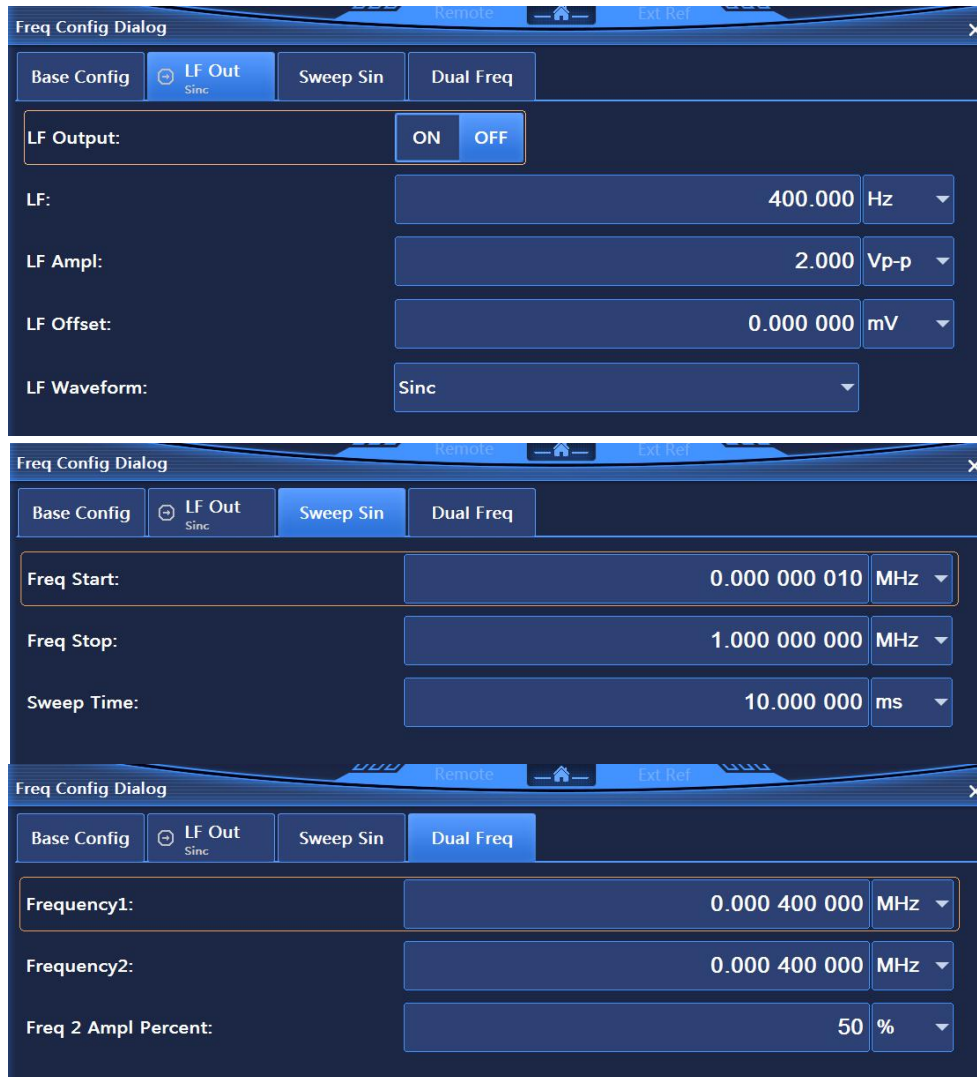 Remote Ext Ref
Freq Config Dialog
Base Config LF Out Sweep Sin Dual Freq
Sinc
LF Output: ON OFF
LF: 400.000 Hz
LF Ampl: 2.000 Vp-p
LF Offset: 0.000 000 mV
LF Waveform: Sinc
Remote Ext Ref
Freq Config Dialog
Base Config LF Out Sweep Sin Dual Freq
Sinc
Freq Start: 0.000 000 010 MHz
Freq Stop: 1.000 000 000 MHz
Sweep Time: 10.000 000 ms
Remote Ext Ref
Freq Config Dialog
Base Config LF Out Sweep Sin Dual Freq
Sinc
Frequency1: 0.000 400 000 MHz
Frequency2: 0.000 400 000 MHz
Freq 2 Ampl Percent: 50 %